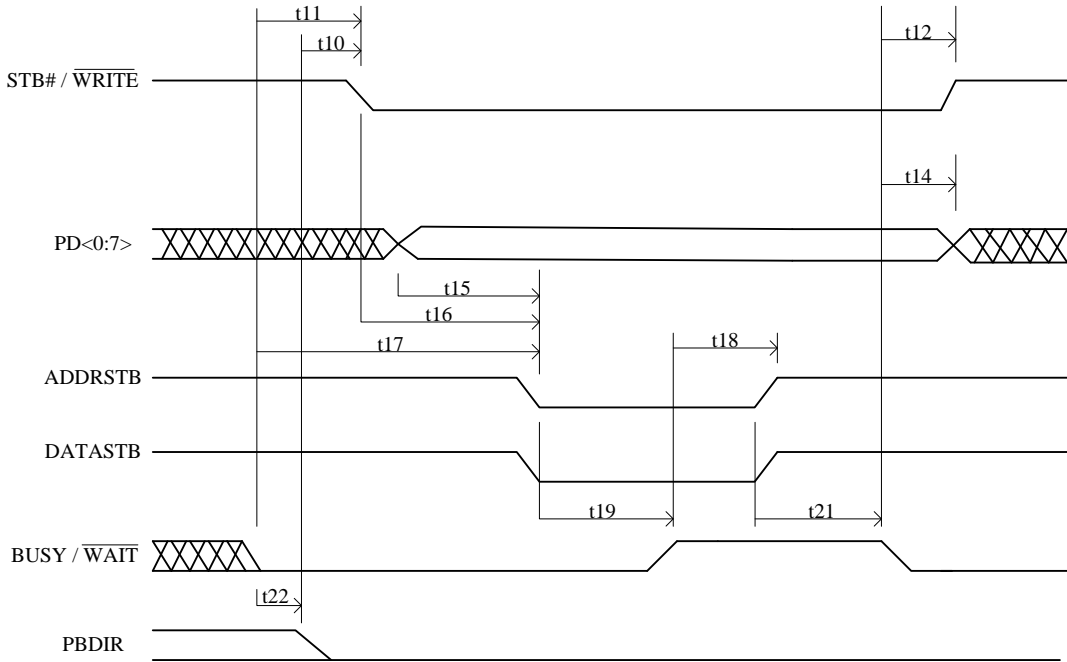 t11
t10
t12
STB# / WRITE
t14
PD<0:7>
t15
t16
t17
t18
ADDRSTB
DATASTB
t19
t21
BUSY / WAIT
t22
PBDIR